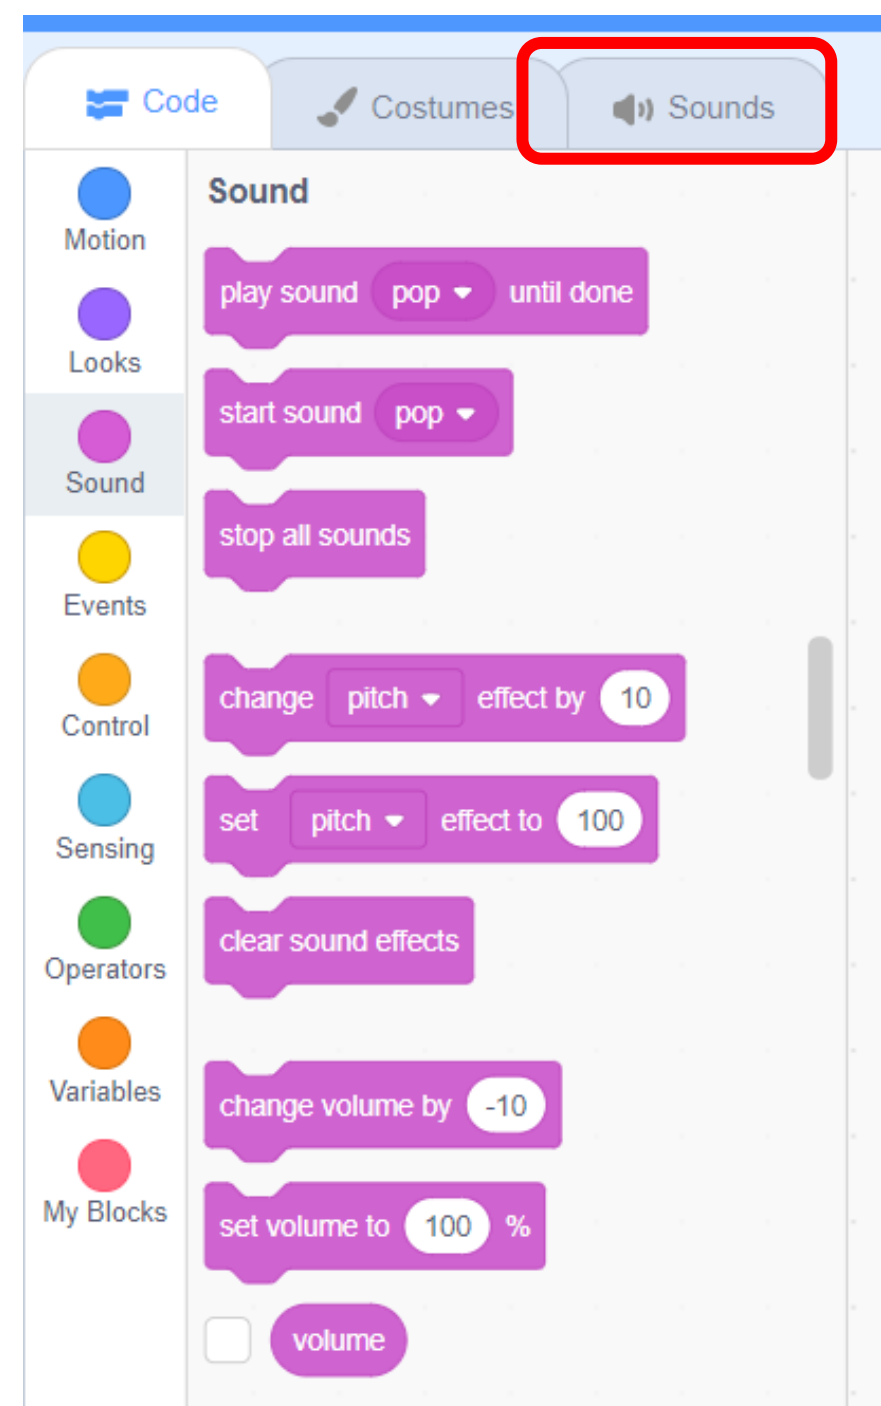 Code
Costumes
Sounds
Motion
Looks
Sound
Events
Control
Sensing
Operators
Variables
My Blocks
Sound
play sound pop until done
start sound pop
stop all sounds
change pitch effect by 10
set pitch effect to 100
clear sound effects
change volume by -10
set volume to 100 %
volume